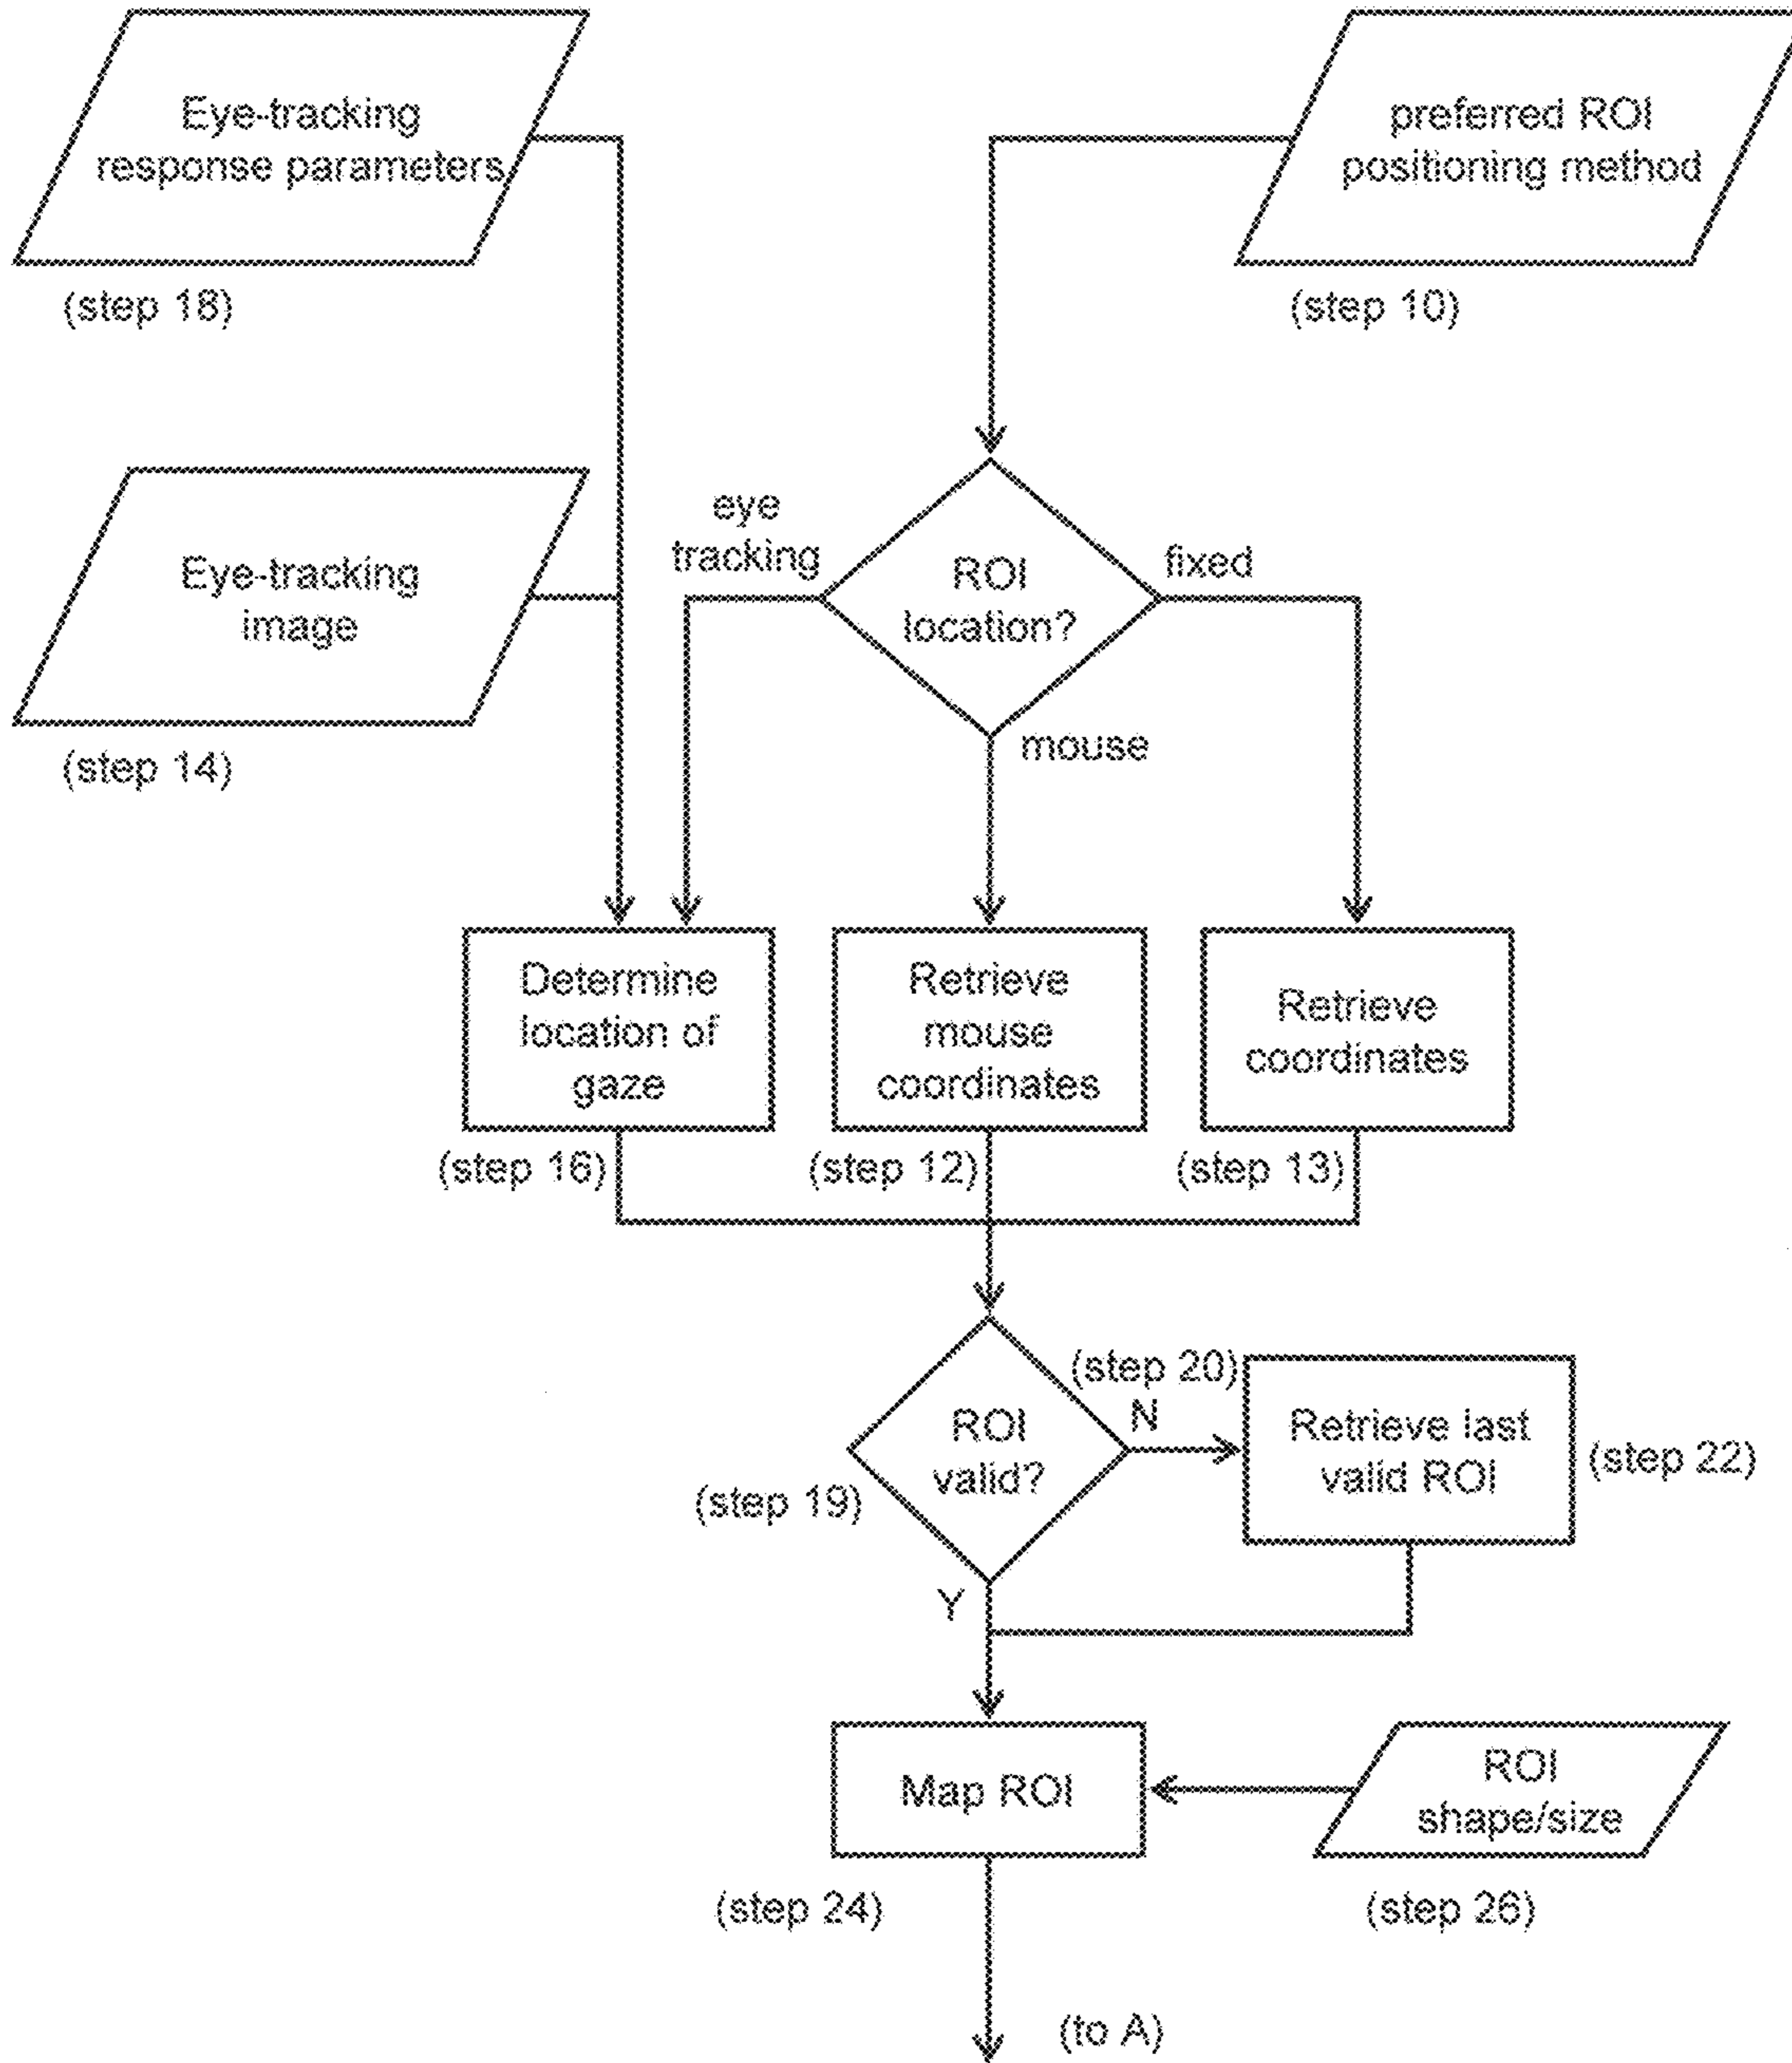 Eye-tracking
response parameters
(step 18)
preferred ROI
positioning method
(step 10)
Eye-tracking
image
(step 14)
eye
tracking
ROI
location?
fixed
mouse
Determine
location of
gaze
(step 16)
Retrieve
mouse
coordinates
(step 12)
Retrieve
coordinates
(step 13)
ROI
valid?
(step 19)
(step 20)
N
Retrieve last
valid ROI
(step 22)
Y
Map ROI
(step 24)
ROI
shape/size
(step 26)
(to A)